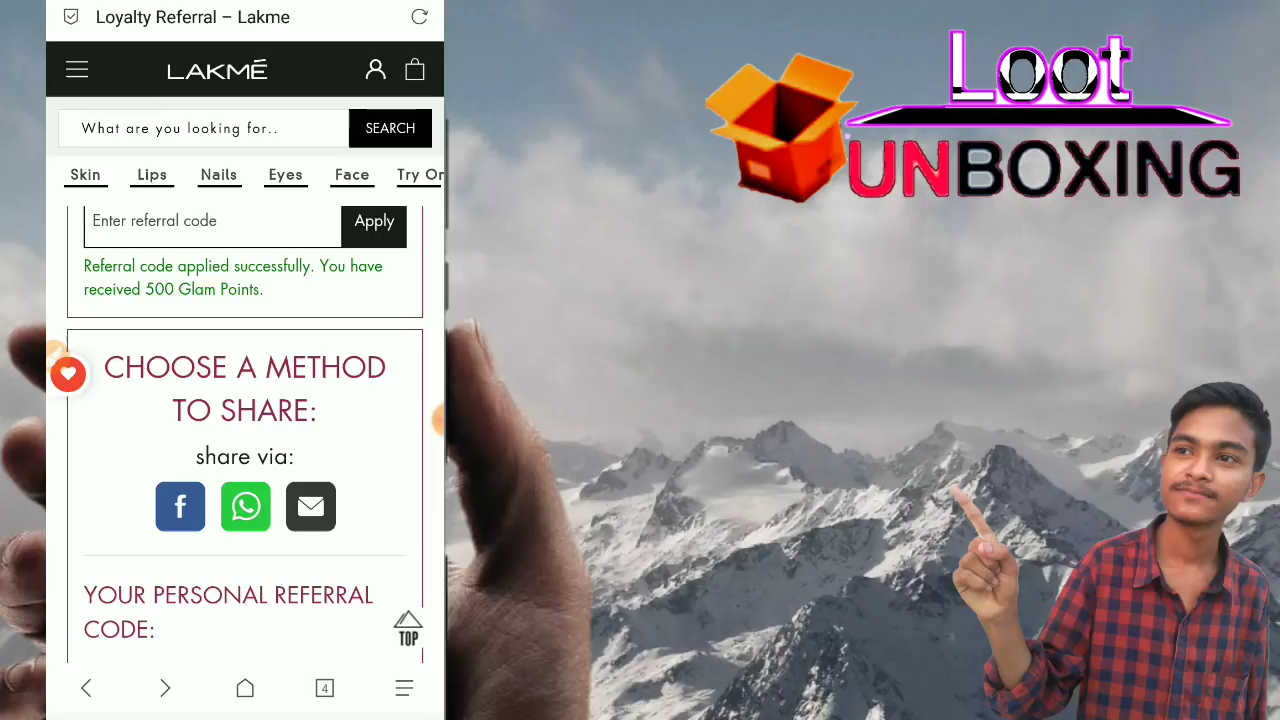 Loyalty Referral – Lakme
LAKMÉ
What are you looking for..
SEARCH
Skin Lips Nails Eyes Face Try On
Enter referral code
Apply
Referral code applied successfully. You have
received 500 Glam Points.
CHOOSE A METHOD
TO SHARE:
share via:
f
YOUR PERSONAL REFERRAL
CODE:
TOP
4
Loot
UNBOXING